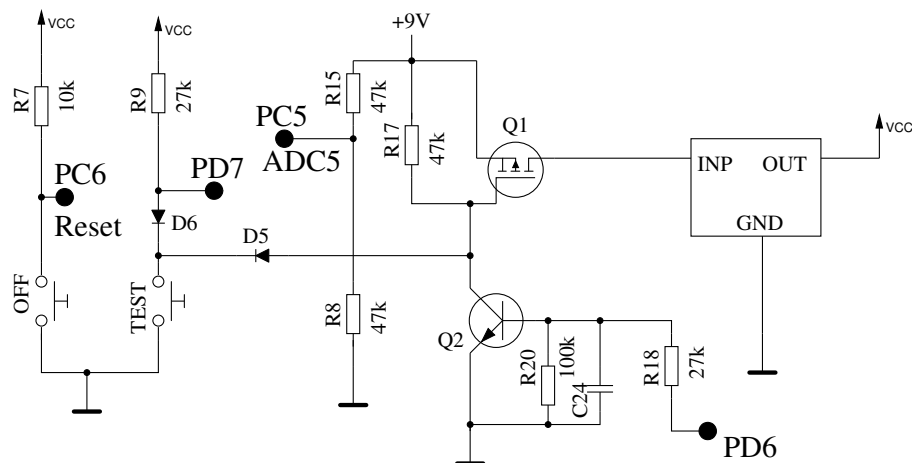 VCC
VCC
+9V
R7
10k
R9
27k
R15
47k
PC5
ADC5
R17
47k
Q1
VCC
INP OUT
GND
PC6
Reset
PD7
D6
D5
OFF
TEST
R8
47k
Q2
R20
100k
C24
R18
27k
PD6